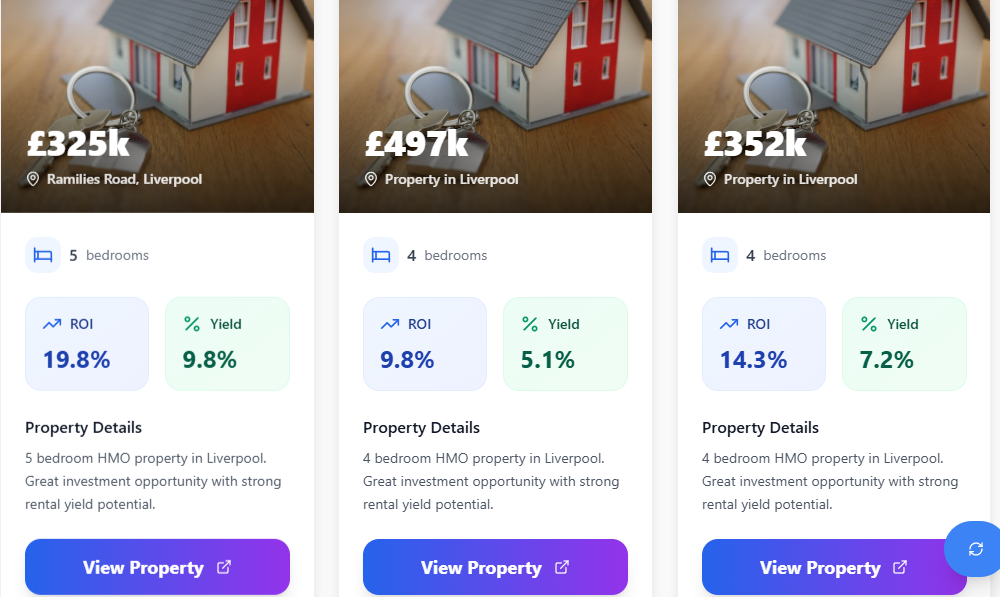 £325k
Ramilies Road, Liverpool
5 bedrooms
ROI
19.8%
Yield
9.8%
Property Details
5 bedroom HMO property in Liverpool.
Great investment opportunity with strong
rental yield potential.
View Property
£497k
Property in Liverpool
4 bedrooms
ROI
9.8%
Yield
5.1%
Property Details
4 bedroom HMO property in Liverpool.
Great investment opportunity with strong
rental yield potential.
View Property
£352k
Property in Liverpool
4 bedrooms
ROI
14.3%
Yield
7.2%
Property Details
4 bedroom HMO property in Liverpool.
Great investment opportunity with strong
rental yield potential.
View Property